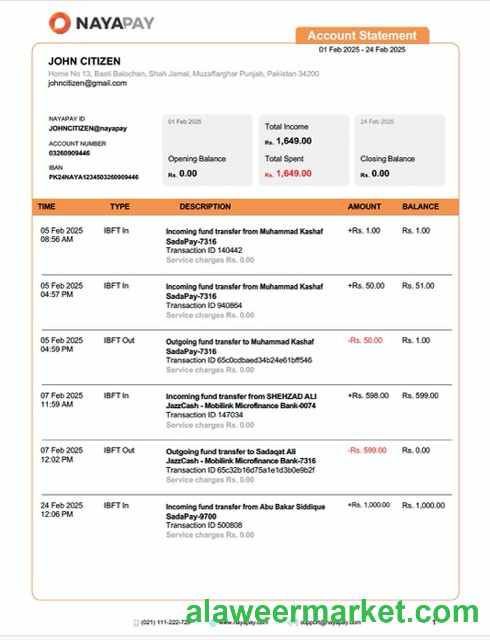 NAYAPAY
Account Statement
01 Feb 2025 - 24 Feb 2025
JOHN CITIZEN
Home No 13, Basti Balochan, Shah Jamal, Muzaffarghar Punjab, Pakistan 34200
johncitizen@gmail.com
NAYAPAY ID
JOHNCITIZEN@nayapay
ACCOUNT NUMBER
03260909446
IBAN
PK24NAYA1234503260909446
01 Feb 2025
Opening Balance
Rs. 0.00
Total Income
Rs. 1,649.00
Total Spent
Rs. 1,649.00
24 Feb 2025
Closing Balance
Rs. 0.00
TIME TYPE DESCRIPTION AMOUNT BALANCE
05 Feb 2025 IBFT In Incoming fund transfer from Muhammad Kashaf +Rs. 1.00 Rs. 1.00
08:56 AM SadaPay-7316
Transaction ID 140442
Service charges Rs. 0.00
05 Feb 2025 IBFT In Incoming fund transfer from Muhammad Kashaf +Rs. 50.00 Rs. 51.00
04:57 PM SadaPay-7316
Transaction ID 940864
Service charges Rs. 0.00
05 Feb 2025 IBFT Out Outgoing fund transfer to Muhammad Kashaf -Rs. 50.00 Rs. 1.00
04:59 PM SadaPay-7316
Transaction ID 65c0cdbaed34b24e61bff546
Service charges Rs. 0.00
07 Feb 2025 IBFT In Incoming fund transfer from SHEHZAD ALI +Rs. 598.00 Rs. 599.00
11:59 AM JazzCash - Mobilink Microfinance Bank-0074
Transaction ID 147034
Service charges Rs. 0.00
07 Feb 2025 IBFT Out Outgoing fund transfer to Sadaqat Ali -Rs. 599.00 Rs. 0.00
12:02 PM JazzCash - Mobilink Microfinance Bank-7316
Transaction ID 65c32b16d75a1e1d3b0e9b2f
Service charges Rs. 0.00
24 Feb 2025 IBFT In Incoming fund transfer from Abu Bakar Siddique +Rs. 1,000.00 Rs. 1,000.00
12:06 PM SadaPay-9700
Transaction ID 500808
Service charges Rs. 0.00
alaweermarket.com
(021) 111-222-729 www.nayapay.com support@nayapay.com